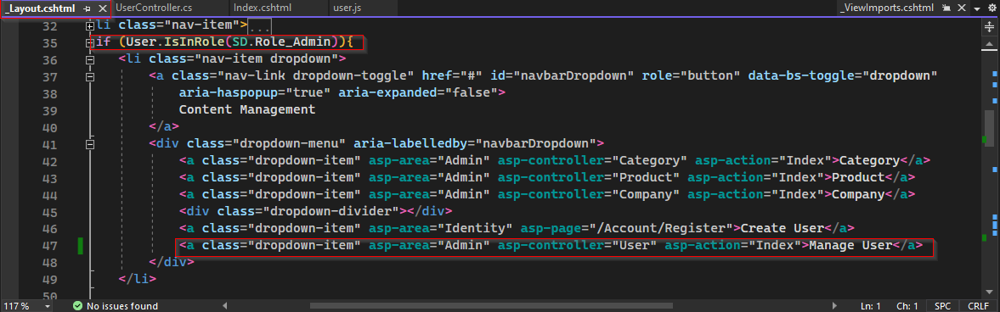 _Layout.cshtml UserController.cs Index.cshtml user.js _ViewImports.cshtml
32 li class="nav-item">...
35 if (User.IsInRole(SD.Role_Admin)){
36 <li class="nav-item dropdown">
37 <a class="nav-link dropdown-toggle" href="#" id="navbarDropdown" role="button" data-bs-toggle="dropdown"
38 aria-haspopup="true" aria-expanded="false">
39 Content Management
40 </a>
41 <div class="dropdown-menu" aria-labelledby="navbarDropdown">
42 <a class="dropdown-item" asp-area="Admin" asp-controller="Category" asp-action="Index">Category</a>
43 <a class="dropdown-item" asp-area="Admin" asp-controller="Product" asp-action="Index">Product</a>
44 <a class="dropdown-item" asp-area="Admin" asp-controller="Company" asp-action="Index">Company</a>
45 <div class="dropdown-divider"></div>
46 <a class="dropdown-item" asp-area="Identity" asp-page="/Account/Register">Create User</a>
47 <a class="dropdown-item" asp-area="Admin" asp-controller="User" asp-action="Index">Manage User</a>
48 </div>
49 </li>
50
117 % No issues found Ln: 1 Ch: 1 SPC CRLF